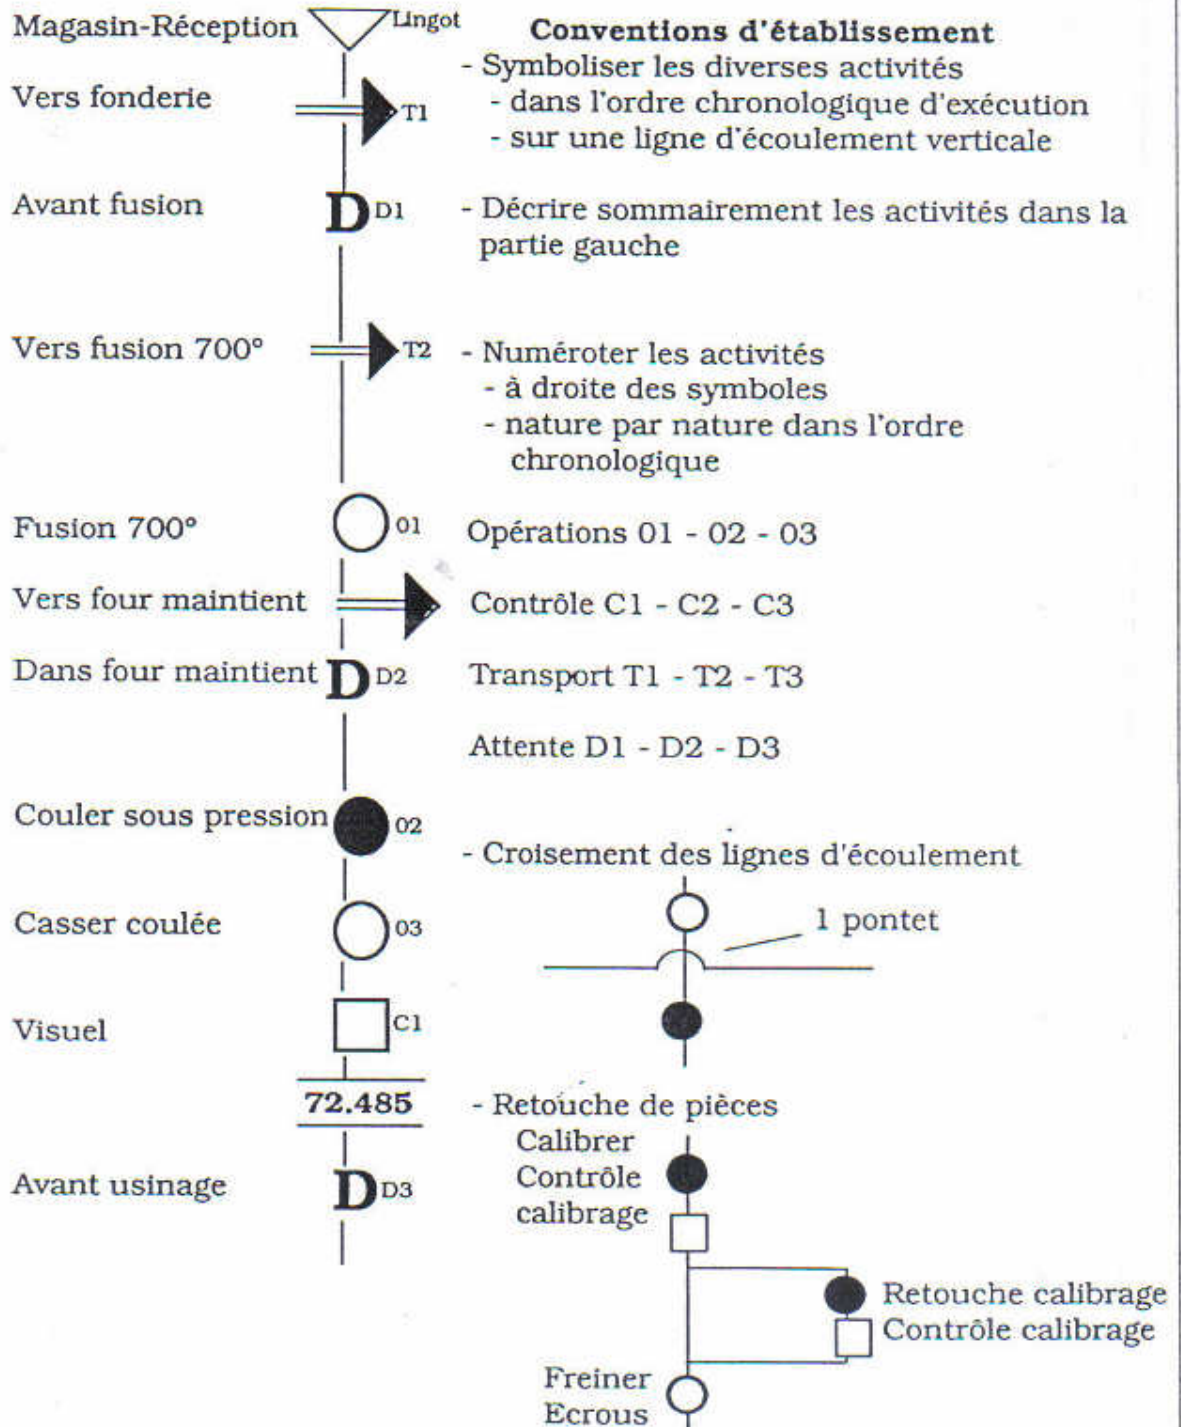 Magasin-Réception
Lingot
Vers fonderie
T1
Avant fusion
D D1
Vers fusion 700°
T2
Fusion 700°
01
Vers four maintient
Dans four maintient
D D2
Couler sous pression
02
Casser coulée
03
Visuel
C1
72.485
Avant usinage
D D3
Conventions d'établissement
- Symboliser les diverses activités
- dans l'ordre chronologique d'exécution
- sur une ligne d'écoulement verticale
- Décrire sommairement les activités dans la
partie gauche
- Numéroter les activités
- à droite des symboles
- nature par nature dans l'ordre
chronologique
Opérations 01 - 02 - 03
Contrôle C1 - C2 - C3
Transport T1 - T2 - T3
Attente D1 - D2 - D3
- Croisement des lignes d'écoulement
1 pontet
- Retouche de pièces
Calibrer
Contrôle
calibrage
Retouche calibrage
Contrôle calibrage
Freiner
Ecrous